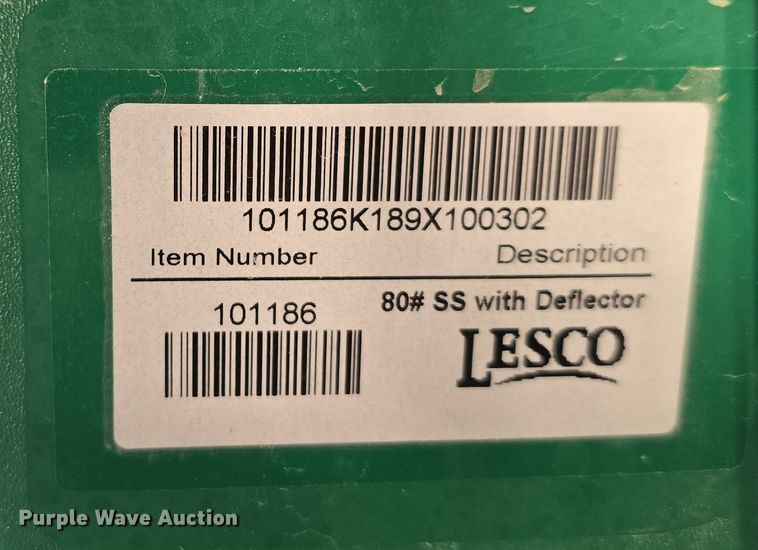 101186K189X100302
Item Number Description
101186 80# SS with Deflector
LESCO
Purple Wave Auction